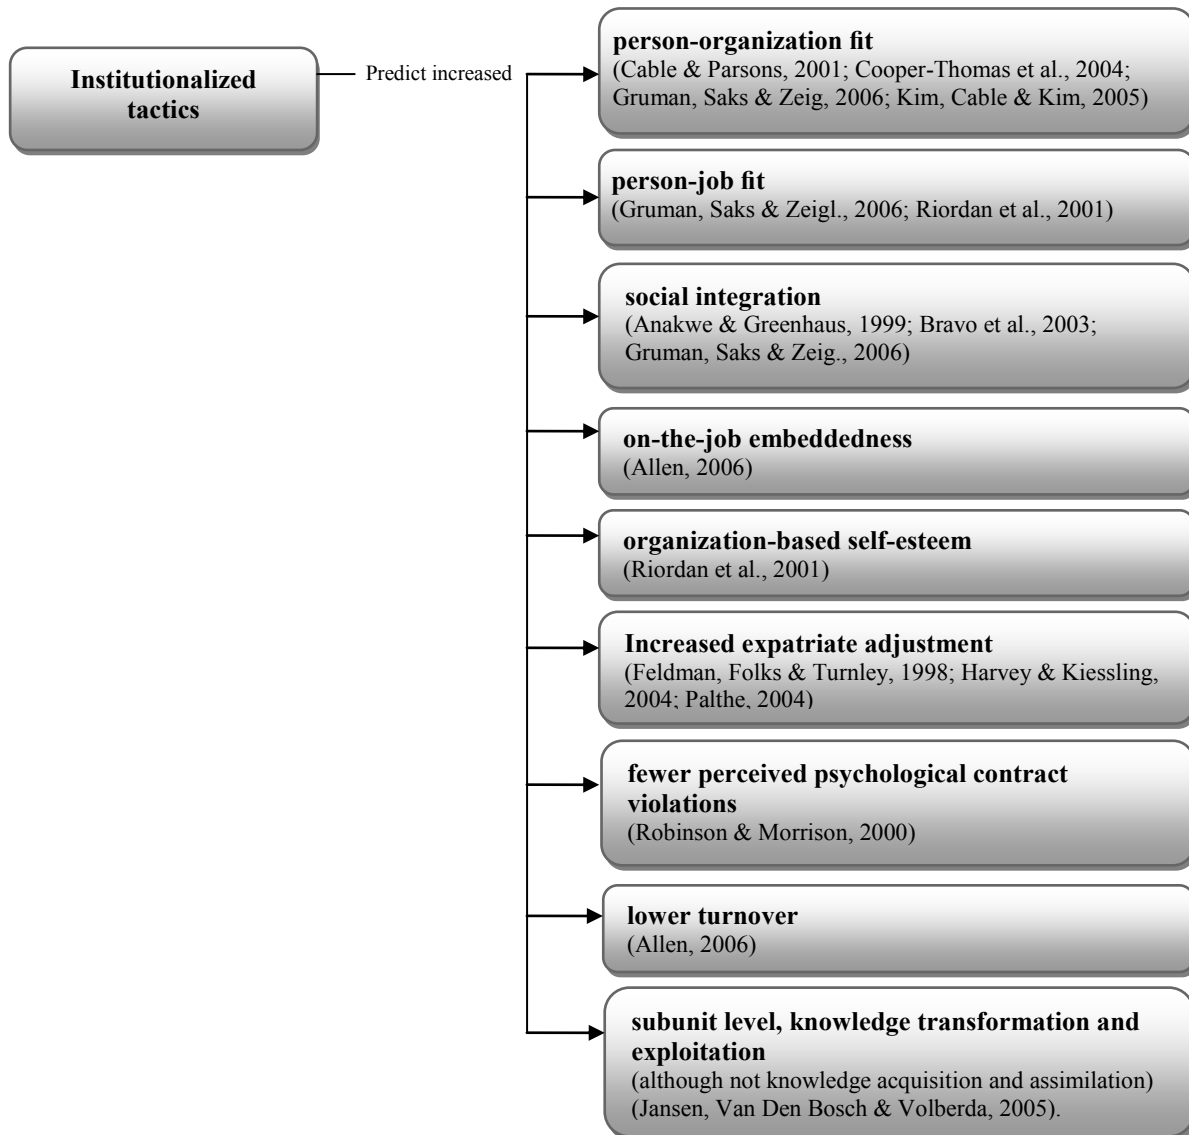 Institutionalized
tactics
Predict increased
person-organization fit
(Cable & Parsons, 2001; Cooper-Thomas et al., 2004;
Gruman, Saks & Zeig, 2006; Kim, Cable & Kim, 2005)
person-job fit
(Gruman, Saks & Zeigl., 2006; Riordan et al., 2001)
social integration
(Anakwe & Greenhaus, 1999; Bravo et al., 2003;
Gruman, Saks & Zeig., 2006)
on-the-job embeddedness
(Allen, 2006)
organization-based self-esteem
(Riordan et al., 2001)
Increased expatriate adjustment
(Feldman, Folks & Turnley, 1998; Harvey & Kiessling,
2004; Palthe, 2004)
fewer perceived psychological contract
violations
(Robinson & Morrison, 2000)
lower turnover
(Allen, 2006)
subunit level, knowledge transformation and
exploitation
(although not knowledge acquisition and assimilation)
(Jansen, Van Den Bosch & Volberda, 2005).